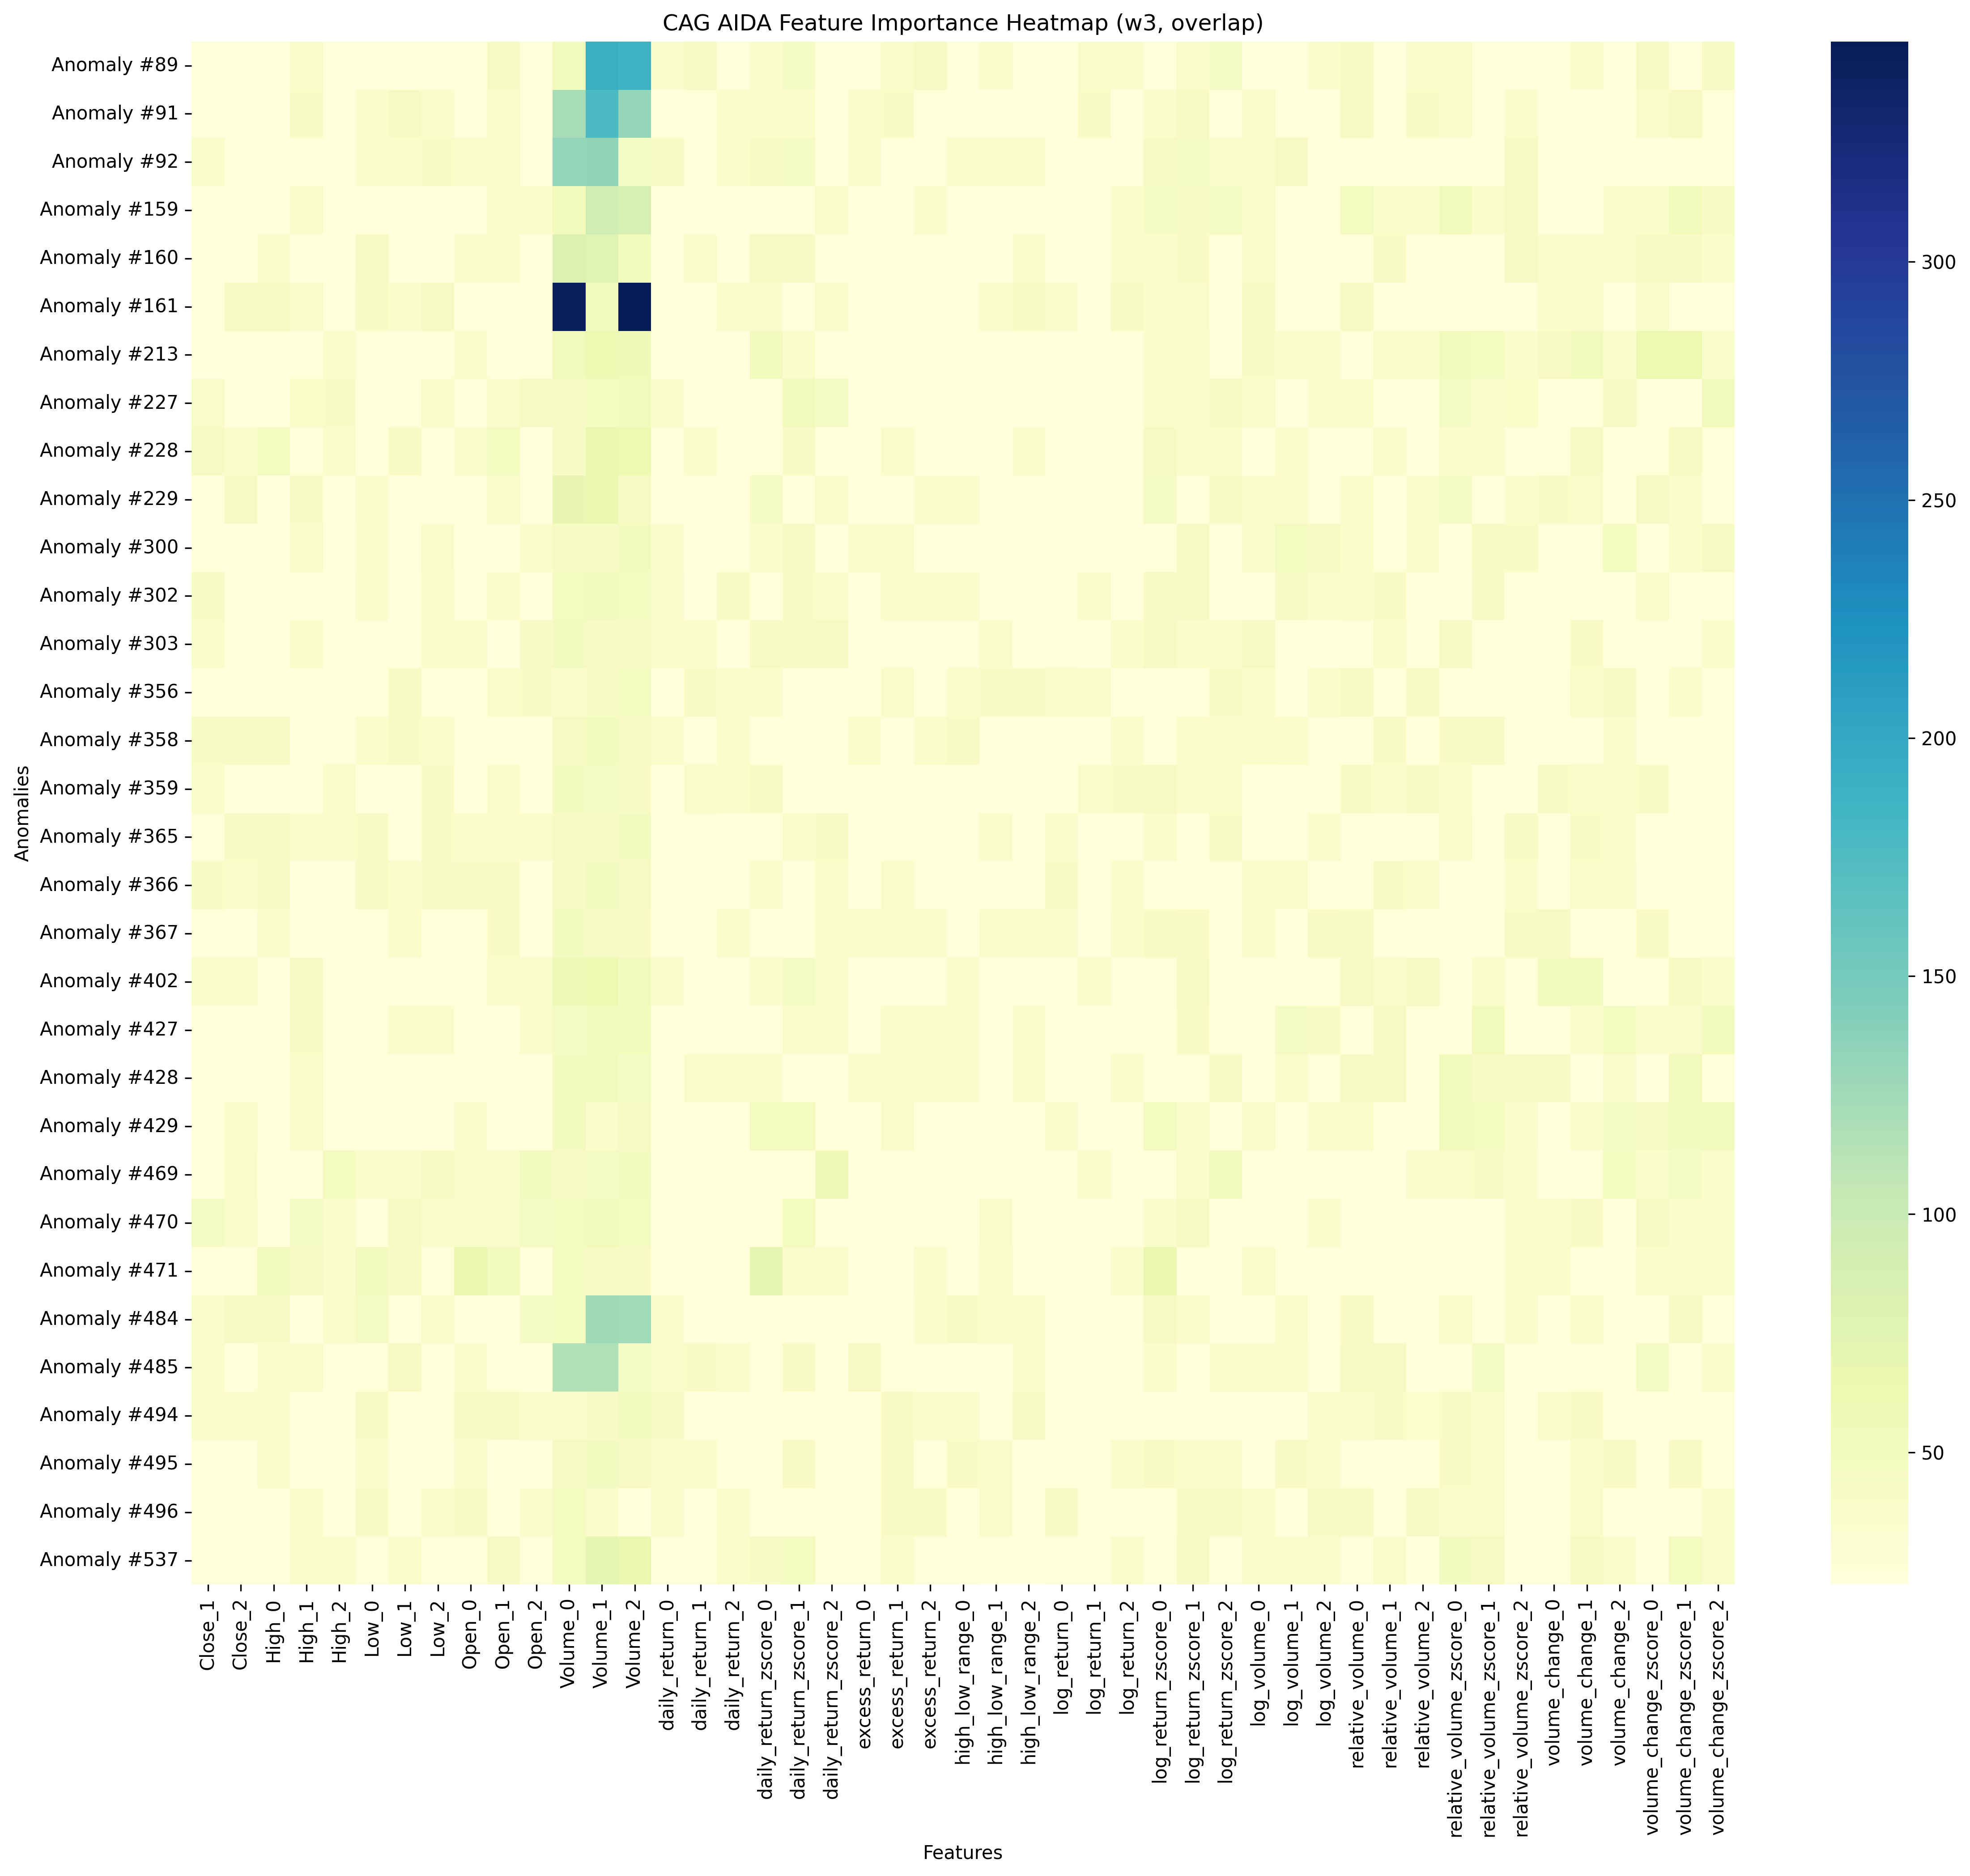 CAG AIDA Feature Importance Heatmap (w3, overlap)
Anomalies
Anomaly #89
Anomaly #91
Anomaly #92
Anomaly #159
Anomaly #160
Anomaly #161
Anomaly #213
Anomaly #227
Anomaly #228
Anomaly #229
Anomaly #300
Anomaly #302
Anomaly #303
Anomaly #356
Anomaly #358
Anomaly #359
Anomaly #365
Anomaly #366
Anomaly #367
Anomaly #402
Anomaly #427
Anomaly #428
Anomaly #429
Anomaly #469
Anomaly #470
Anomaly #471
Anomaly #484
Anomaly #485
Anomaly #494
Anomaly #495
Anomaly #496
Anomaly #537
300
250
200
150
100
50
Close_1
Close_2
High_0
High_1
High_2
Low_0
Low_1
Low_2
Open_0
Open_1
Open_2
Volume_0
Volume_1
Volume_2
daily_return_0
daily_return_1
daily_return_2
daily_return_zscore_0
daily_return_zscore_1
daily_return_zscore_2
excess_return_0
excess_return_1
excess_return_2
high_low_range_0
high_low_range_1
high_low_range_2
log_return_0
log_return_1
log_return_2
log_return_zscore_0
log_return_zscore_1
log_return_zscore_2
log_volume_0
log_volume_1
log_volume_2
relative_volume_0
relative_volume_1
relative_volume_2
relative_volume_zscore_0
relative_volume_zscore_1
relative_volume_zscore_2
volume_change_0
volume_change_1
volume_change_2
volume_change_zscore_0
volume_change_zscore_1
volume_change_zscore_2
Features